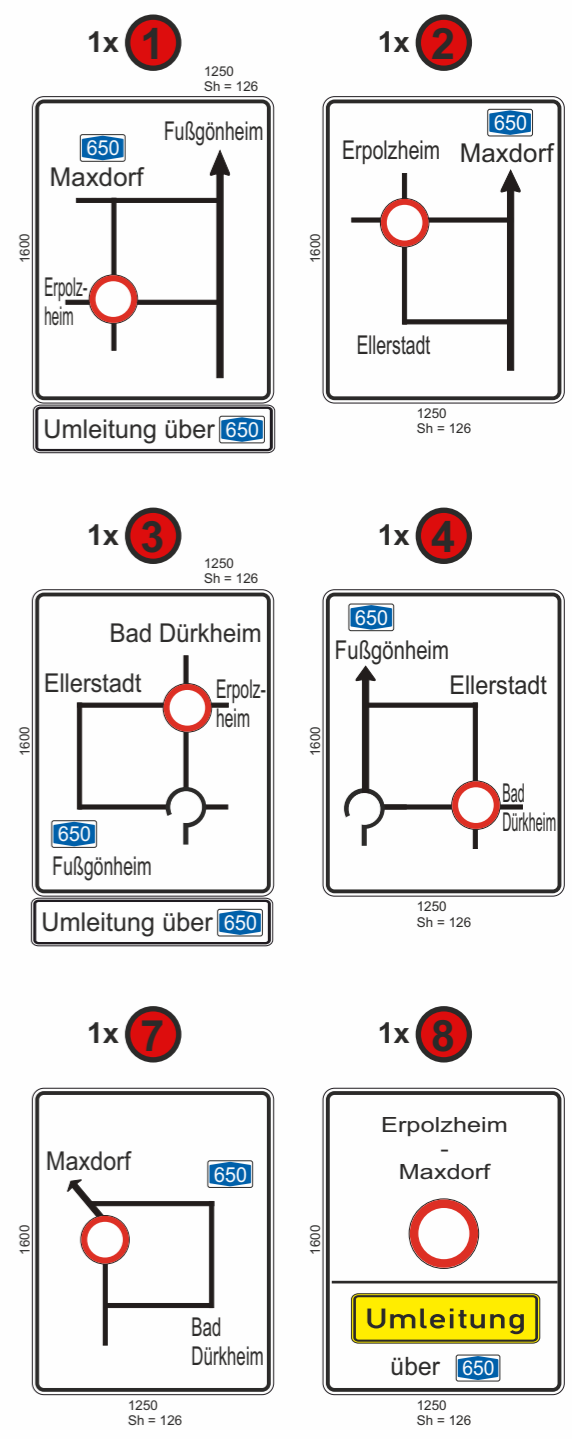 1x 1
1250
Sh = 126
Fußgönheim
650
Maxdorf
1600
Erpolz-
heim
Umleitung über 650
1x 2
650
Erpolzheim
Maxdorf
1600
Ellerstadt
1250
Sh = 126
1x 3
1250
Sh = 126
Bad Dürkheim
Ellerstadt
Erpolz-
heim
1600
650
Fußgönheim
Umleitung über 650
1x 4
650
Fußgönheim
Ellerstadt
1600
Bad
Dürkheim
1250
Sh = 126
1x 7
Maxdorf
650
1600
Bad
Dürkheim
1250
Sh = 126
1x 8
Erpolzheim
-
Maxdorf
1600
Umleitung
über 650
1250
Sh = 126